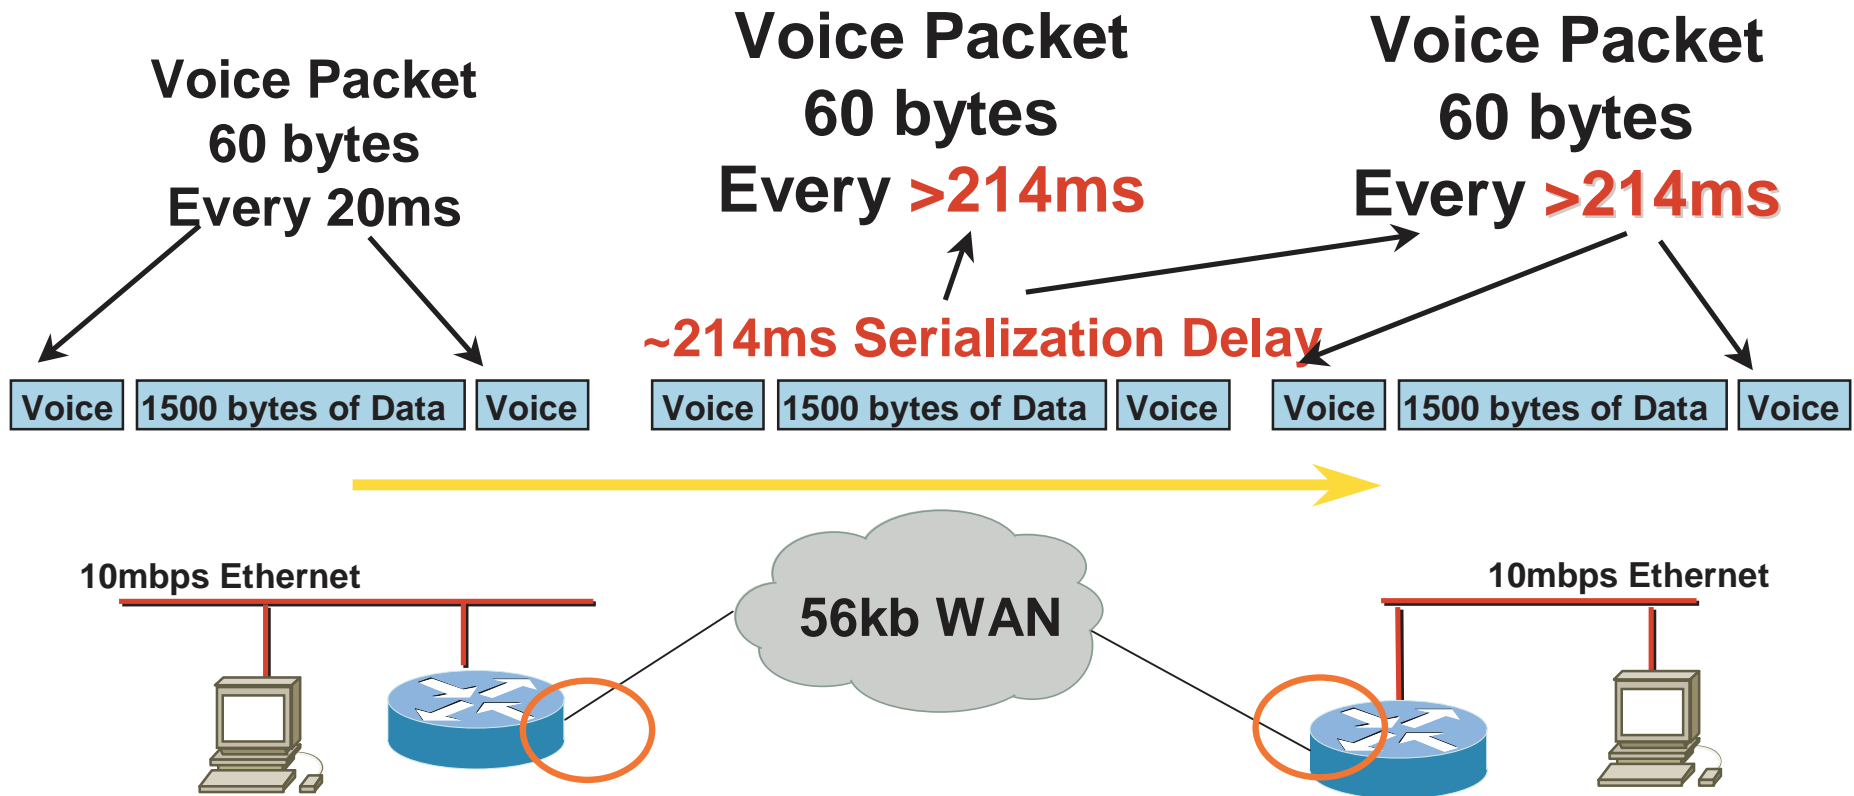 Voice Packet
60 bytes
Every 20ms
Voice Packet
60 bytes
Every >214ms
Voice Packet
60 bytes
Every >214ms
~214ms Serialization Delay
Voice 1500 bytes of Data Voice
Voice 1500 bytes of Data Voice
Voice 1500 bytes of Data Voice
10mbps Ethernet
56kb WAN
10mbps Ethernet